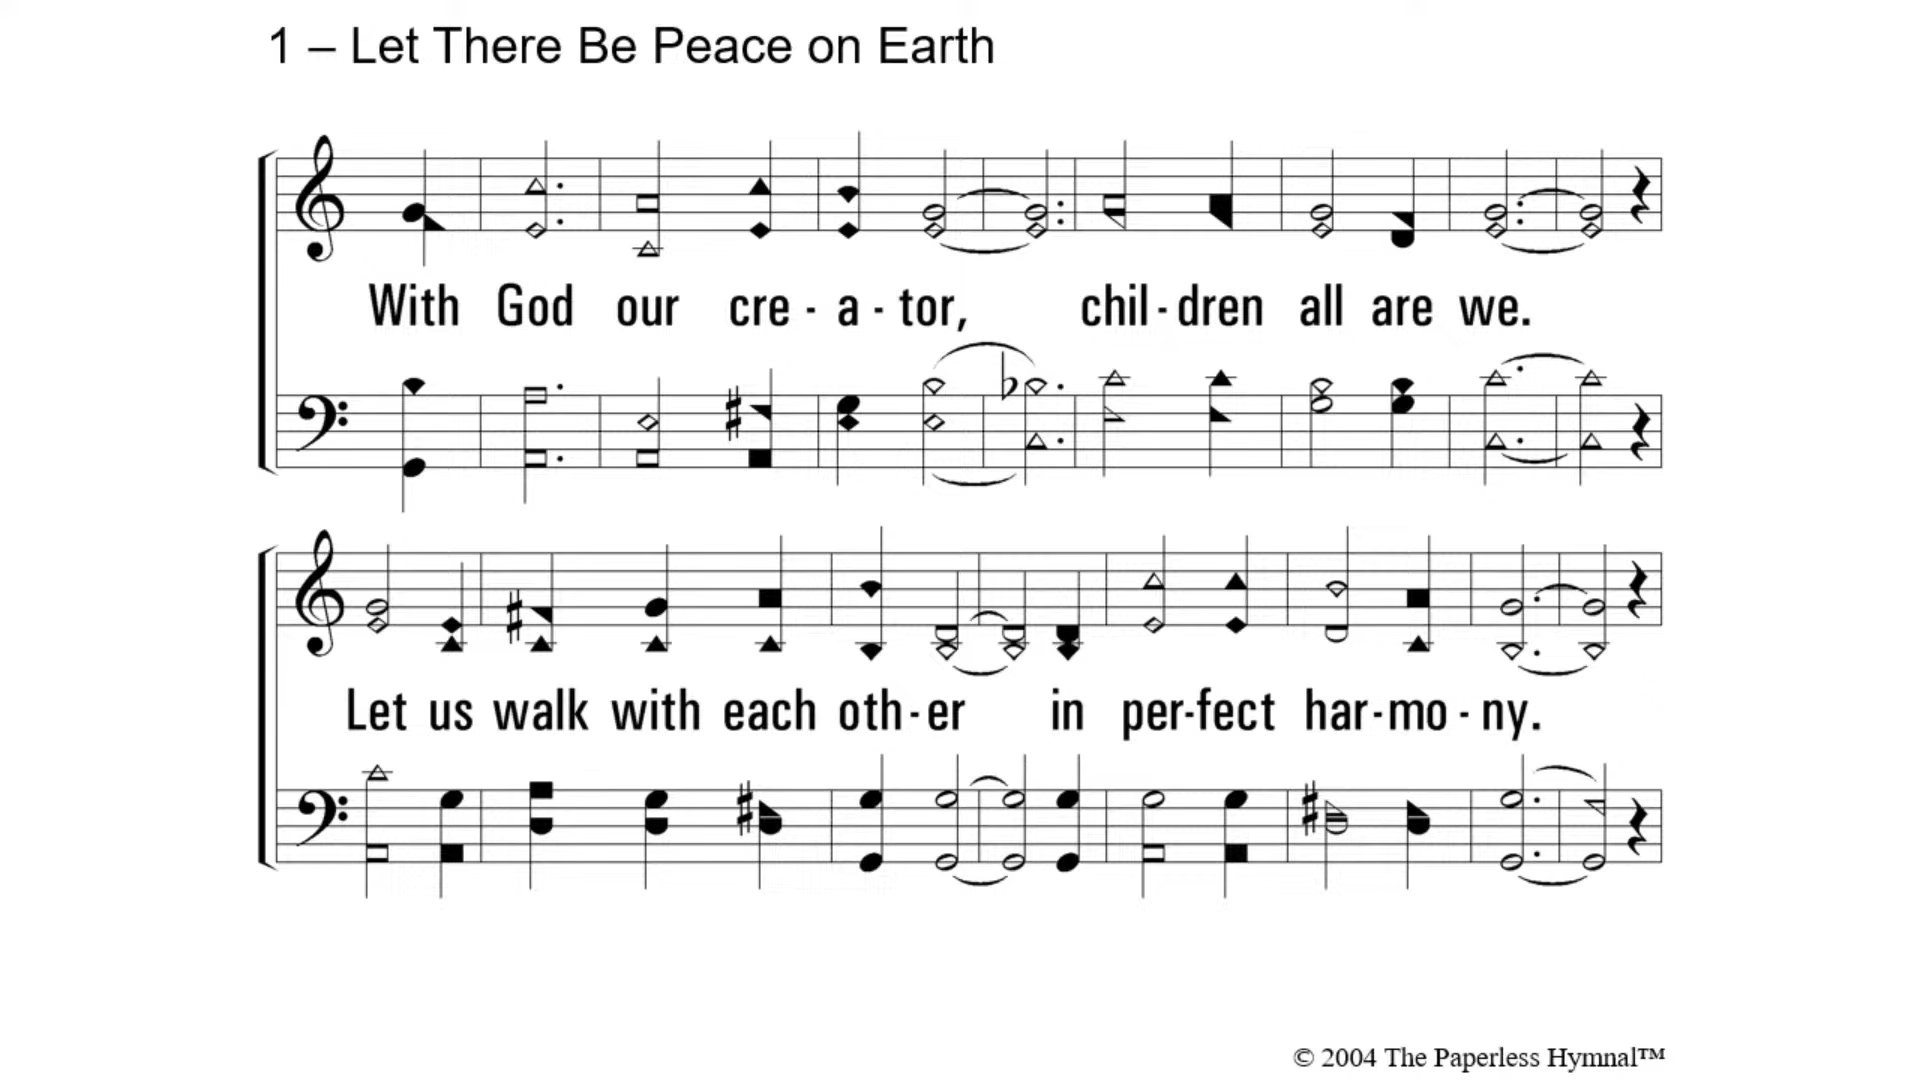 1 – Let There Be Peace on Earth
With God our cre - a - tor, chil - dren all are we.
Let us walk with each oth - er in per - fect har - mo - ny.
© 2004 The Paperless Hymnal™